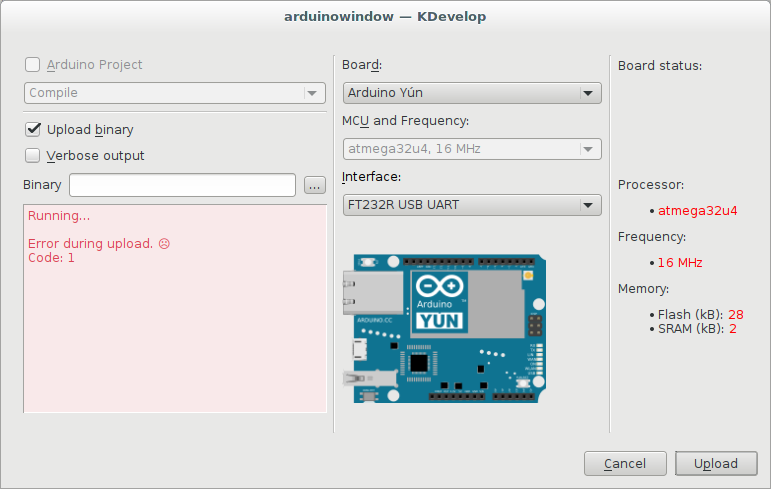 arduinowindow — KDevelop
Arduino Project
Compile
Upload binary
Verbose output
Binary
...
Running...
Error during upload. ☹
Code: 1
Board:
Arduino Yún
MCU and Frequency:
atmega32u4, 16 MHz
Interface:
FT232R USB UART
Arduino
™
YUN
ARDUINO.CC
Board status:
Processor:
• atmega32u4
Frequency:
• 16 MHz
Memory:
• Flash (kB): 28
• SRAM (kB): 2
Cancel
Upload